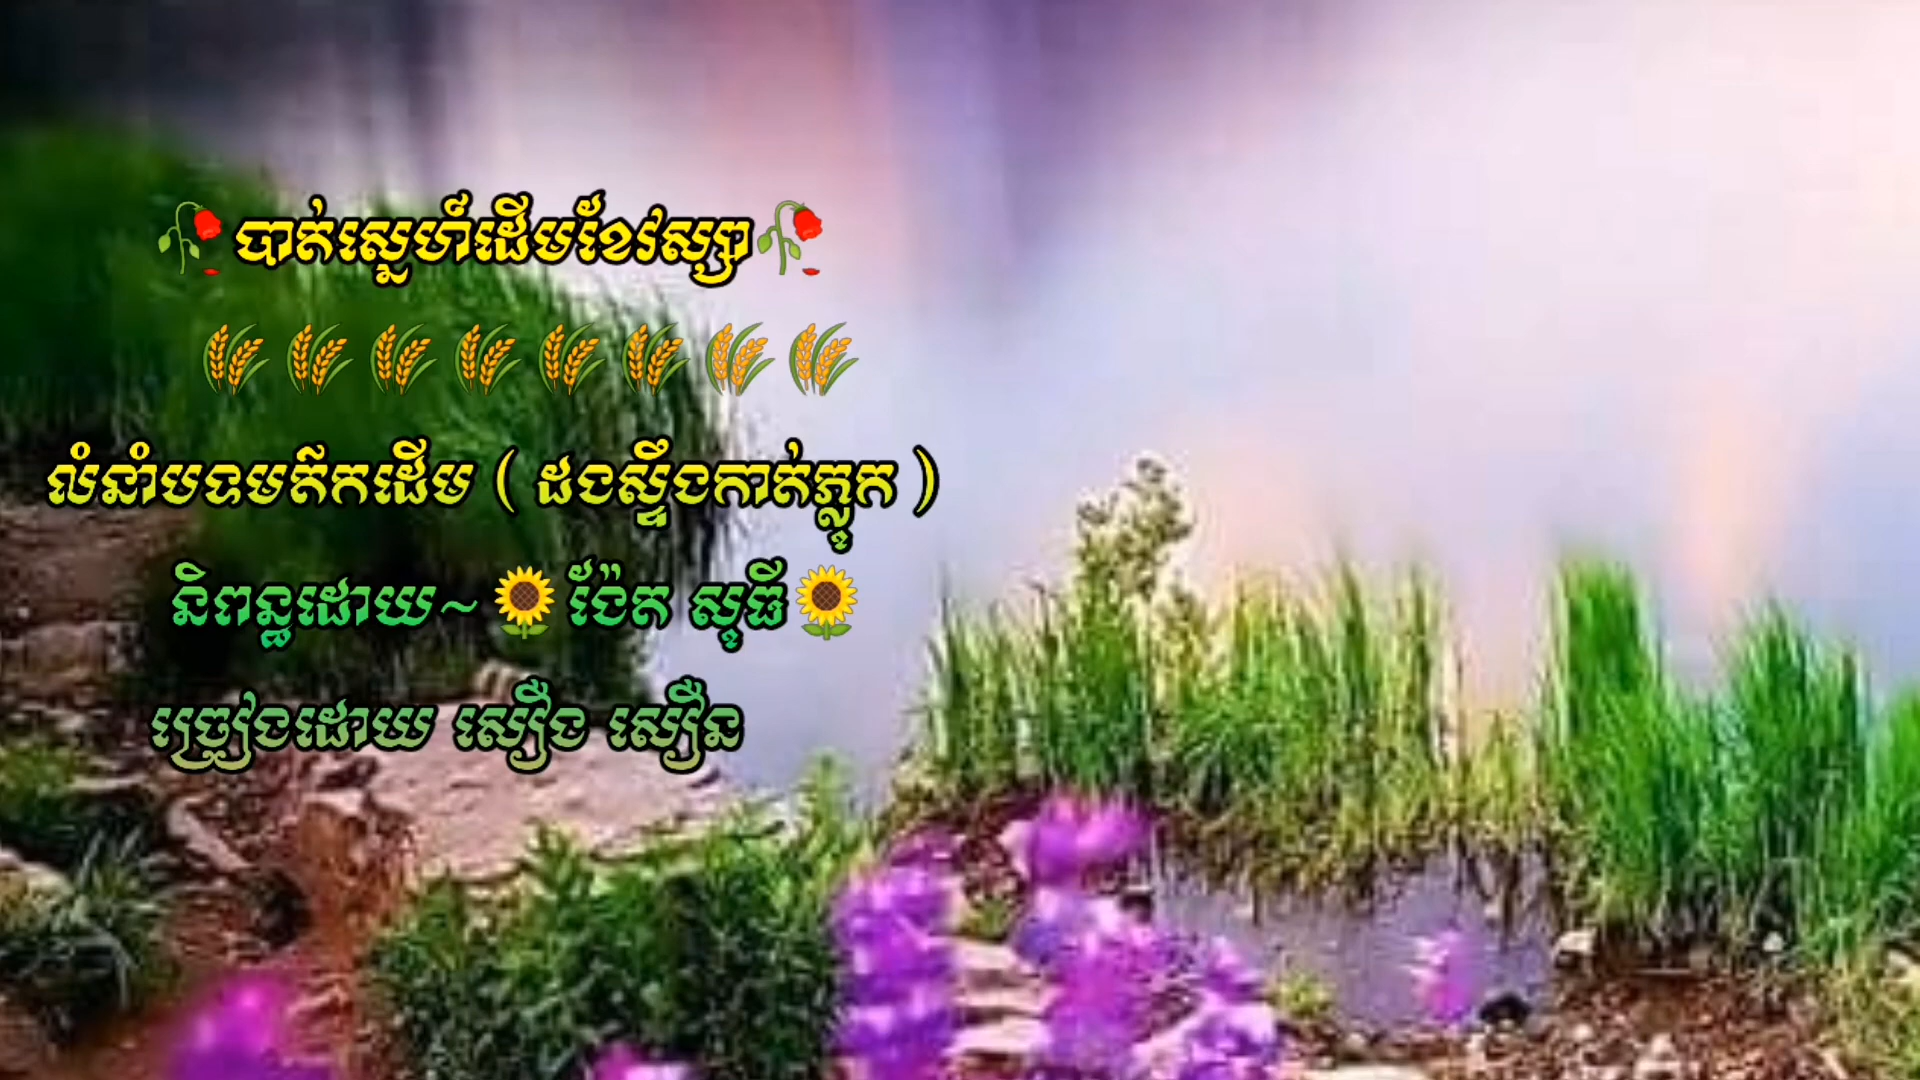 🥀បាត់ស្នេហ៍ដើមខែវស្សា🥀
🌾🌾🌾🌾🌾🌾🌾🌾
លំនាំបទមត៌កដើម ( ដងស្ទឹងកាត់ភ្លុក )
និពន្ធដោយ~🌻ង៉ែត សូធី🌻
ច្រៀងដោយ សឿង សឿន